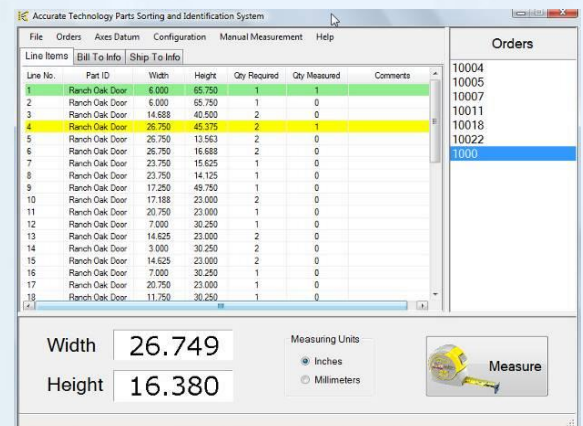 Accurate Technology Parts Sorting and Identification System
File Orders Axes Datum Configuration Manual Measurement Help
Line Items Bill To Info Ship To Info
Line No. Part ID Width Height Qty Required Qty Measured Comments
1 Ranch Oak Door 6.000 65.750 1 1
2 Ranch Oak Door 6.000 65.750 1 0
3 Ranch Oak Door 14.688 40.500 2 0
4 Ranch Oak Door 26.750 45.375 2 1
5 Ranch Oak Door 26.750 13.563 2 0
6 Ranch Oak Door 26.750 16.688 2 0
7 Ranch Oak Door 23.750 15.625 1 0
8 Ranch Oak Door 23.750 14.125 1 0
9 Ranch Oak Door 17.250 49.750 1 0
10 Ranch Oak Door 17.188 23.000 2 0
11 Ranch Oak Door 20.750 23.000 1 0
12 Ranch Oak Door 7.000 30.250 1 0
13 Ranch Oak Door 14.625 23.000 2 0
14 Ranch Oak Door 3.000 30.250 2 0
15 Ranch Oak Door 14.625 23.000 2 0
16 Ranch Oak Door 7.000 30.250 1 0
17 Ranch Oak Door 20.750 23.000 1 0
18 Ranch Oak Door 11.750 30.250 1 0
Orders
10004
10005
10007
10011
10018
10022
1000
Width 26.749
Height 16.380
Measuring Units
Inches
Millimeters
Measure